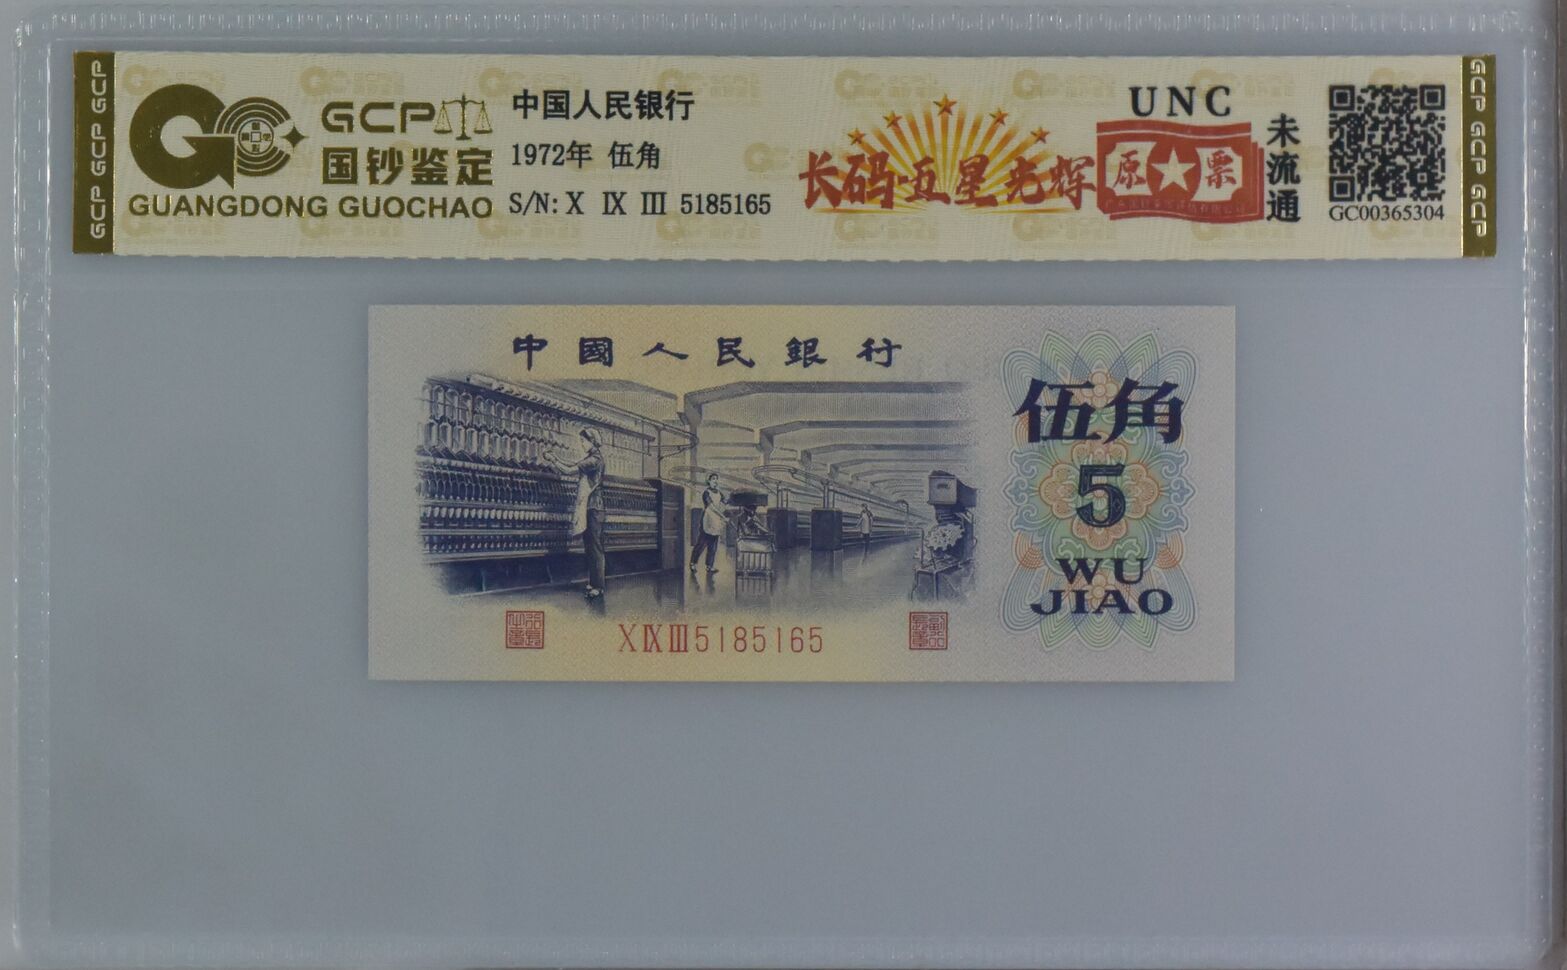 GCP GCP GCP
GCP
国钞鉴定
GUANGDONG GUOCHAO
中国人民银行
1972年 伍角
S/N: X IX III 5185165
长码·五星光辉
UNC
原★票
未流通
GC00365304
GCP GCP GCP
中國人民銀行
伍角
5
WU
JIAO
X IX III 5185165